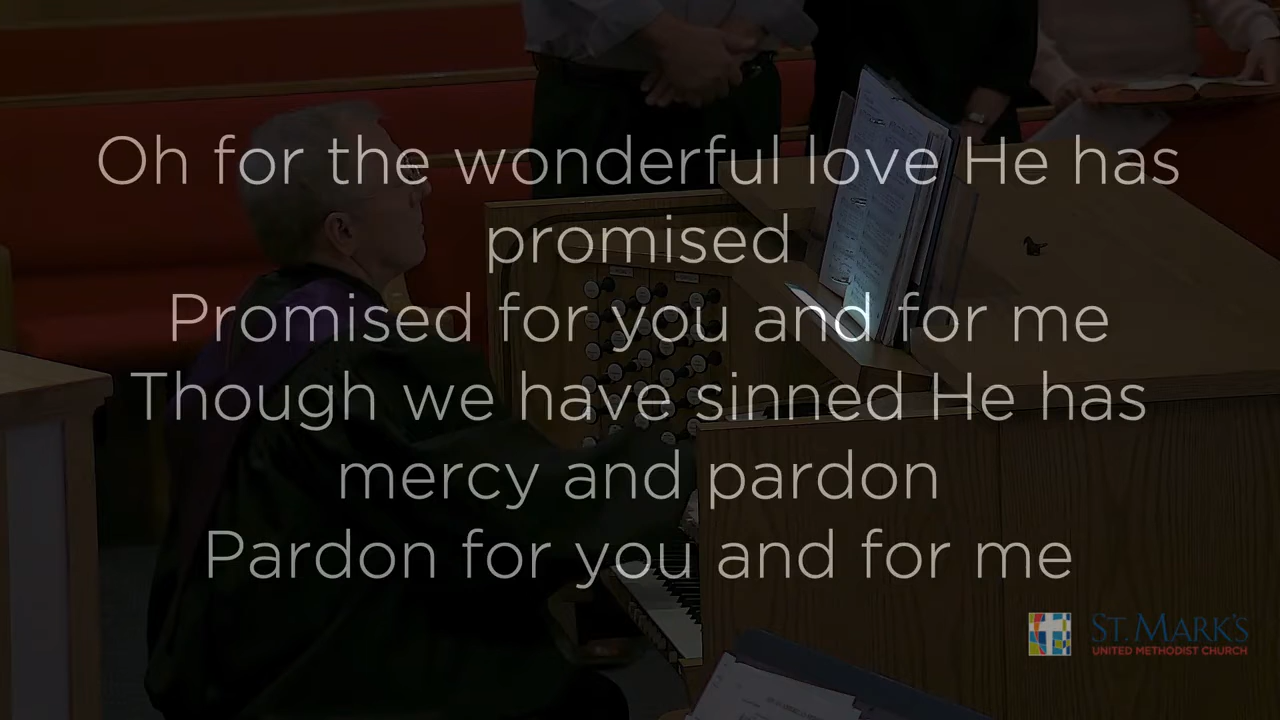 Oh for the wonderful love He has
promised
Promised for you and for me
Though we have sinned He has
mercy and pardon
Pardon for you and for me
ST. MARK'S
UNITED METHODIST CHURCH